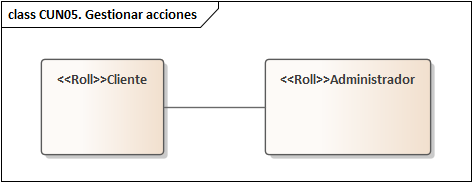 class CUN05. Gestionar acciones
<<Roll>>Cliente
<<Roll>>Administrador